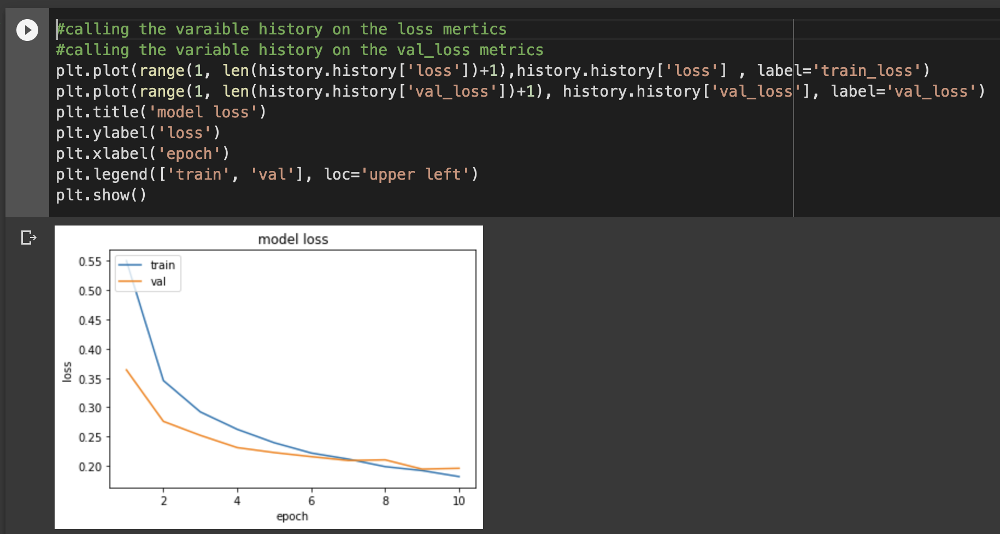 #calling the varaible history on the loss mertics
#calling the variable history on the val_loss metrics
plt.plot(range(1, len(history.history['loss'])+1),history.history['loss'] , label='train_loss')
plt.plot(range(1, len(history.history['val_loss'])+1), history.history['val_loss'], label='val_loss')
plt.title('model loss')
plt.ylabel('loss')
plt.xlabel('epoch')
plt.legend(['train', 'val'], loc='upper left')
plt.show()
model loss
train
val
0.55
0.50
0.45
0.40
0.35
0.30
0.25
0.20
loss
2 4 6 8 10
epoch